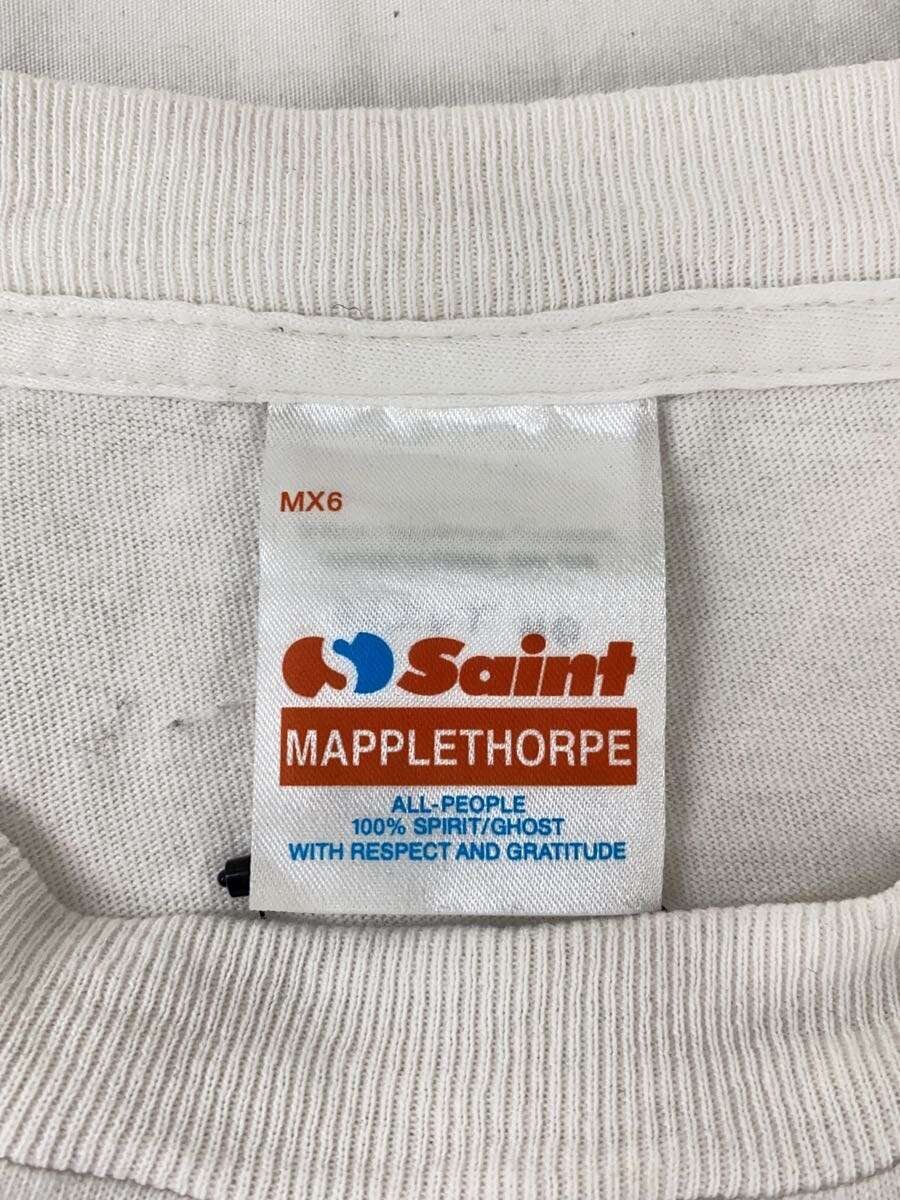 MX6
Saint
MAPPLETHORPE
ALL-PEOPLE
100% SPIRIT/GHOST
WITH RESPECT AND GRATITUDE